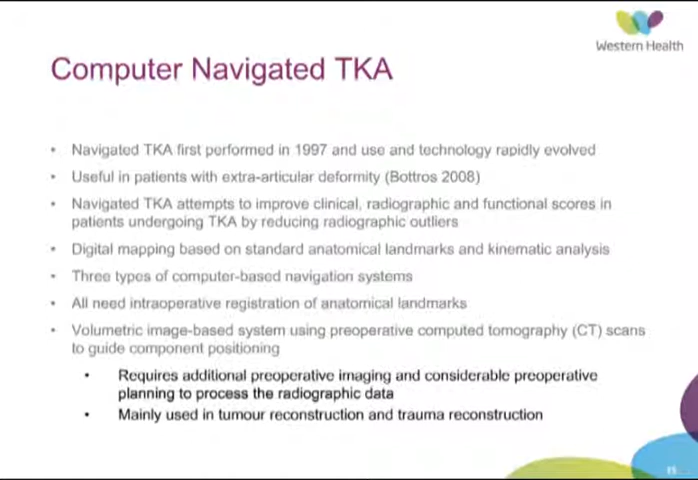 Western Health
Computer Navigated TKA
• Navigated TKA first performed in 1997 and use and technology rapidly evolved
• Useful in patients with extra-articular deformity (Bottros 2008)
• Navigated TKA attempts to improve clinical, radiographic and functional scores in
patients undergoing TKA by reducing radiographic outliers
• Digital mapping based on standard anatomical landmarks and kinematic analysis
• Three types of computer-based navigation systems
• All need intraoperative registration of anatomical landmarks
• Volumetric image-based system using preoperative computed tomography (CT) scans
to guide component positioning
• Requires additional preoperative imaging and considerable preoperative
planning to process the radiographic data
• Mainly used in tumour reconstruction and trauma reconstruction